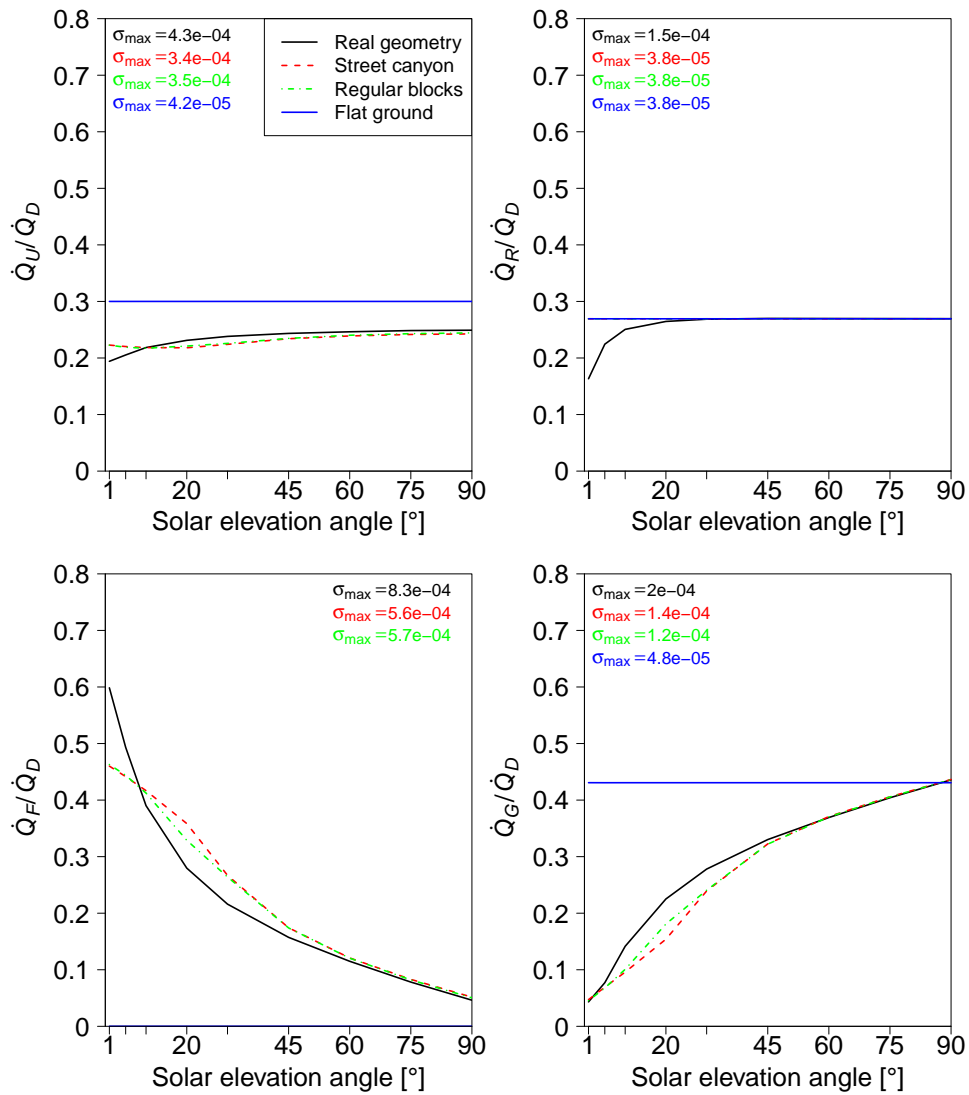 σmax=4.3e−04
σmax=3.4e−04
σmax=3.5e−04
σmax=4.2e−05
Real geometry
Street canyon
Regular blocks
Flat ground
0.8
0.7
0.6
0.5
0.4
0.3
0.2
0.1
0
Q̇U/Q̇D
1 20 45 60 75 90
Solar elevation angle [°]
σmax=1.5e−04
σmax=3.8e−05
σmax=3.8e−05
σmax=3.8e−05
0.8
0.7
0.6
0.5
0.4
0.3
0.2
0.1
0
Q̇R/Q̇D
1 20 45 60 75 90
Solar elevation angle [°]
σmax=8.3e−04
σmax=5.6e−04
σmax=5.7e−04
0.8
0.7
0.6
0.5
0.4
0.3
0.2
0.1
0
Q̇F/Q̇D
1 20 45 60 75 90
Solar elevation angle [°]
σmax=2e−04
σmax=1.4e−04
σmax=1.2e−04
σmax=4.8e−05
0.8
0.7
0.6
0.5
0.4
0.3
0.2
0.1
0
Q̇G/Q̇D
1 20 45 60 75 90
Solar elevation angle [°]